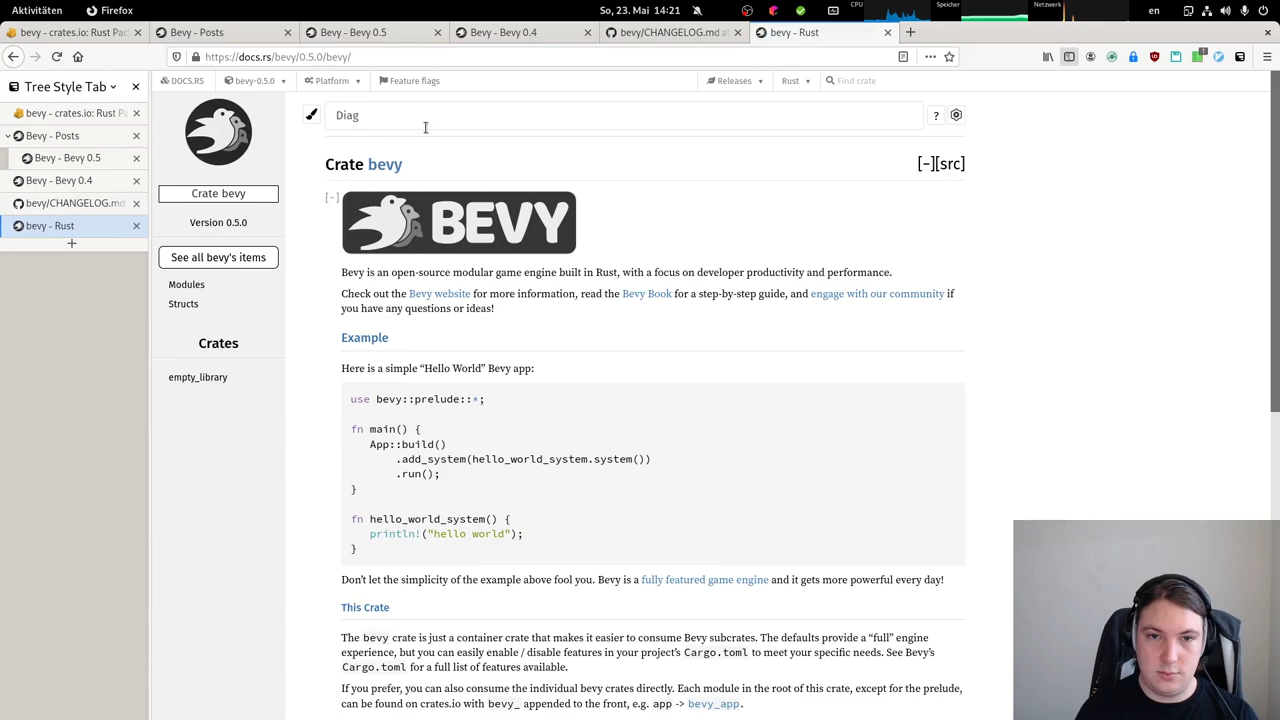 Aktivitäten
Firefox
So, 23. Mai 14:21
CPU
Speicher
Netzwerk
en
bevy - crates.io: Rust Pac
Bevy - Posts
Bevy - Bevy 0.5
Bevy - Bevy 0.4
bevy/CHANGELOG.md at
bevy - Rust
https://docs.rs/bevy/0.5.0/bevy/
1
Tree Style Tab
bevy - crates.io: Rust Pa
Bevy - Posts
Bevy - Bevy 0.5
Bevy - Bevy 0.4
bevy/CHANGELOG.md
bevy - Rust
DOCS.RS
bevy-0.5.0
Platform
Feature flags
Releases
Rust
Find crate
Crate bevy
Version 0.5.0
See all bevy's items
Modules
Structs
Crates
empty_library
Diag
?
Crate bevy
[-][src]
[-]
BEVY
Bevy is an open-source modular game engine built in Rust, with a focus on developer productivity and performance.
Check out the Bevy website for more information, read the Bevy Book for a step-by-step guide, and engage with our community if
you have any questions or ideas!
Example
Here is a simple “Hello World” Bevy app:
use bevy::prelude::*;
fn main() {
App::build()
.add_system(hello_world_system.system())
.run();
}
fn hello_world_system() {
println!("hello world");
}
Don’t let the simplicity of the example above fool you. Bevy is a fully featured game engine and it gets more powerful every day!
This Crate
The bevy crate is just a container crate that makes it easier to consume Bevy subcrates. The defaults provide a “full” engine
experience, but you can easily enable / disable features in your project’s Cargo.toml to meet your specific needs. See Bevy’s
Cargo.toml for a full list of features available.
If you prefer, you can also consume the individual bevy crates directly. Each module in the root of this crate, except for the prelude,
can be found on crates.io with bevy_ appended to the front, e.g. app -> bevy_app.